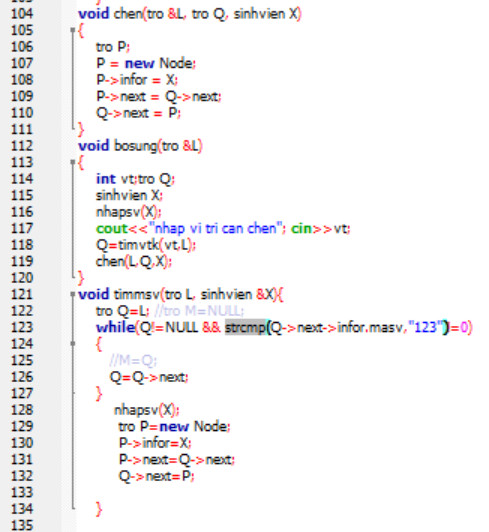 104 void chen(tro &L, tro Q, sinhvien X)
105 {
106 tro P;
107 P = new Node;
108 P->infor = X;
109 P->next = Q->next;
110 Q->next = P;
111 }
112 void bosung(tro &L)
113 {
114 int vt;tro Q;
115 sinhvien X;
116 nhapsv(X);
117 cout<<"nhap vi tri can chen"; cin>>vt;
118 Q=timvtk(vt,L);
119 chen(L,Q,X);
120 }
121 void timmsv(tro L, sinhvien &X){
122 tro Q=L; //tro M=NULL;
123 while(Q!=NULL && strcmp(Q->next->infor.masv,"123")!=0)
124 {
125 //M=Q;
126 Q=Q->next;
127 }
128 nhapsv(X);
129 tro P=new Node;
130 P->infor=X;
131 P->next=Q->next;
132 Q->next=P;
133
134 }
135